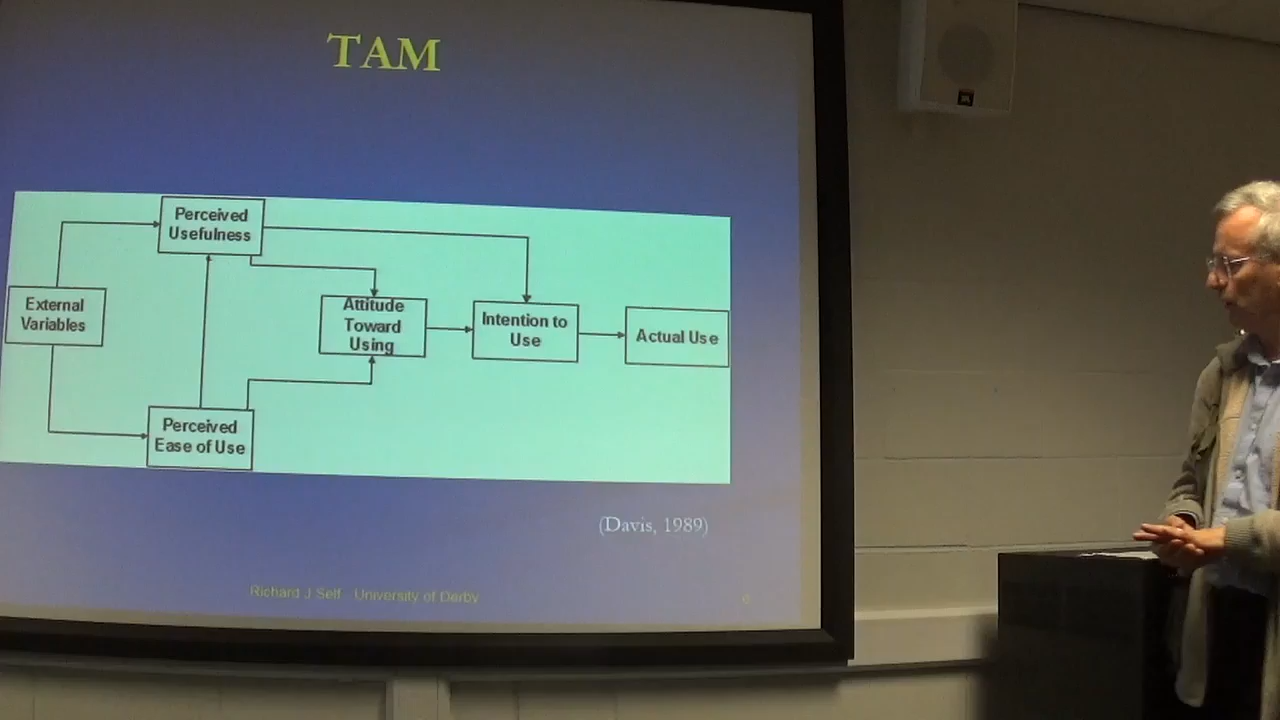 TAM
Perceived
Usefulness
External
Variables
Attitude
Toward
Using
Intention to
Use
Actual Use
Perceived
Ease of Use
(Davis, 1989)
Richard J Self University of Derby